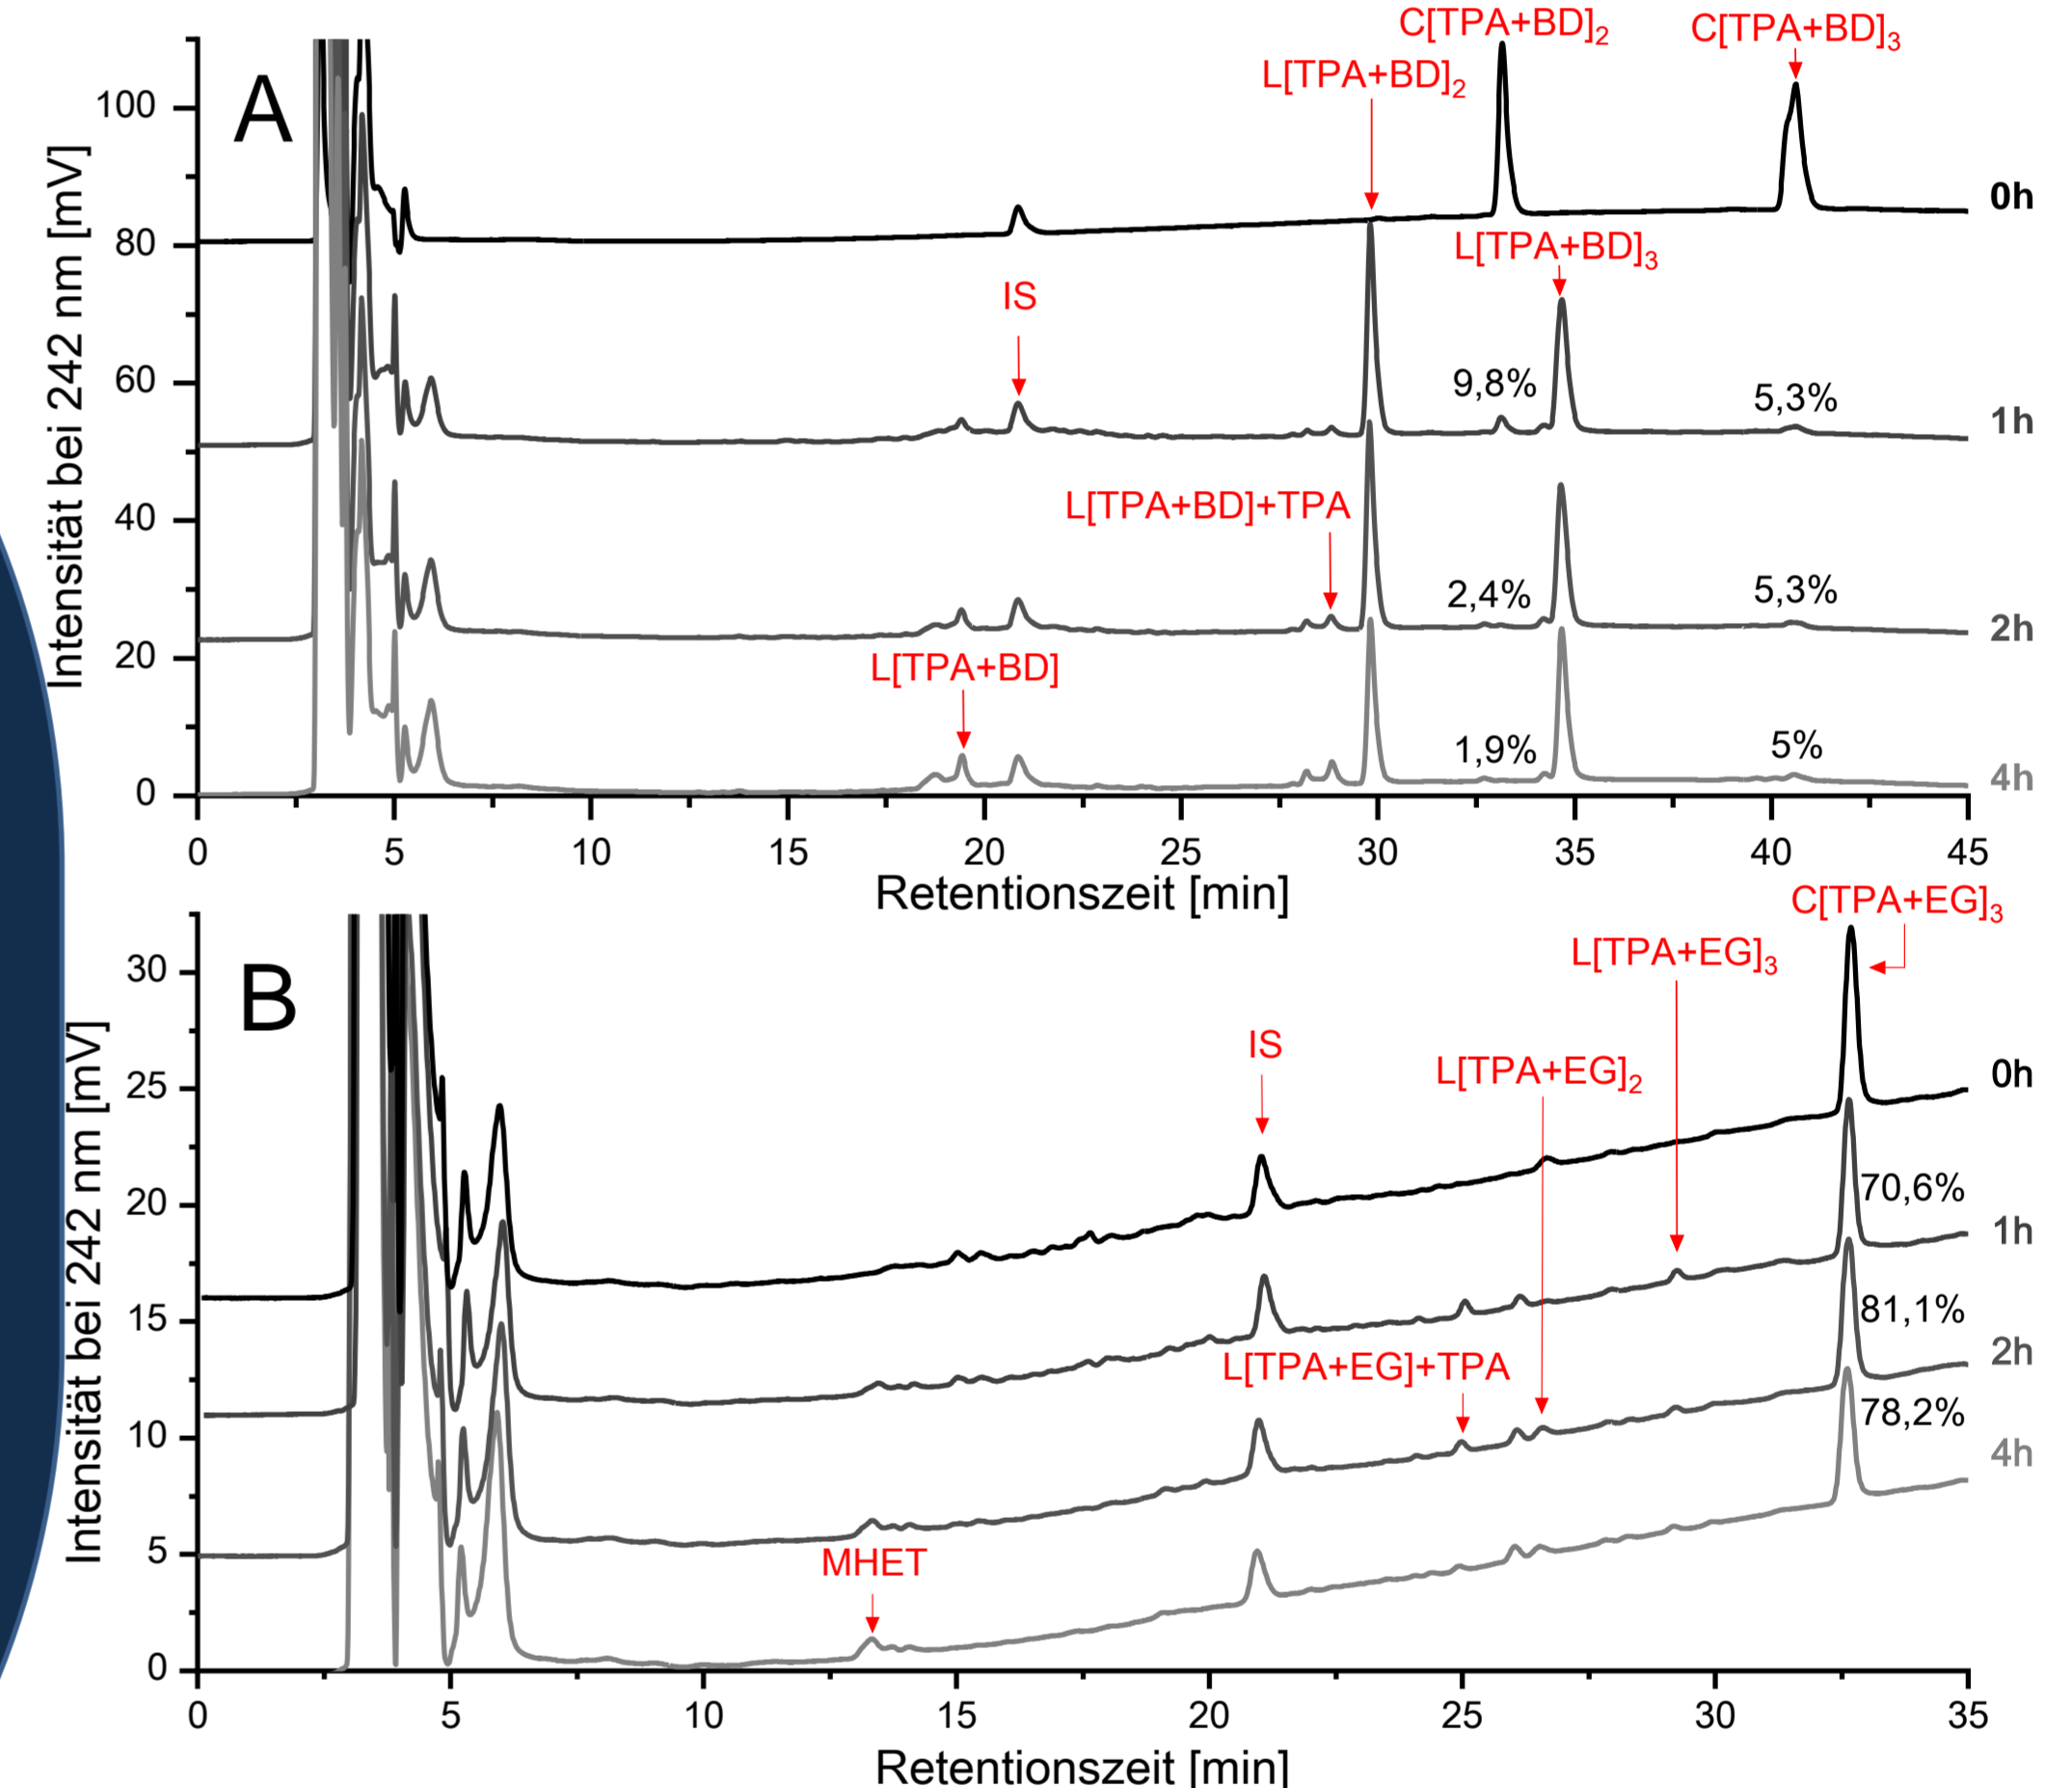 C[TPA+BD]2
C[TPA+BD]3
L[TPA+BD]2
A
100
0h
80
L[TPA+BD]3
IS
60
9,8%
5,3%
1h
L[TPA+BD]+TPA
40
2,4%
5,3%
2h
20
L[TPA+BD]
1,9%
5%
4h
0
Intensität bei 242 nm [mV]
0 5 10 15 20 25 30 35 40 45
Retentionszeit [min]
C[TPA+EG]3
L[TPA+EG]3
B
30
IS
L[TPA+EG]2
0h
25
70,6%
20
1h
81,1%
15
2h
L[TPA+EG]+TPA
78,2%
10
4h
5
MHET
0
Intensität bei 242 nm [mV]
0 5 10 15 20 25 30 35
Retentionszeit [min]